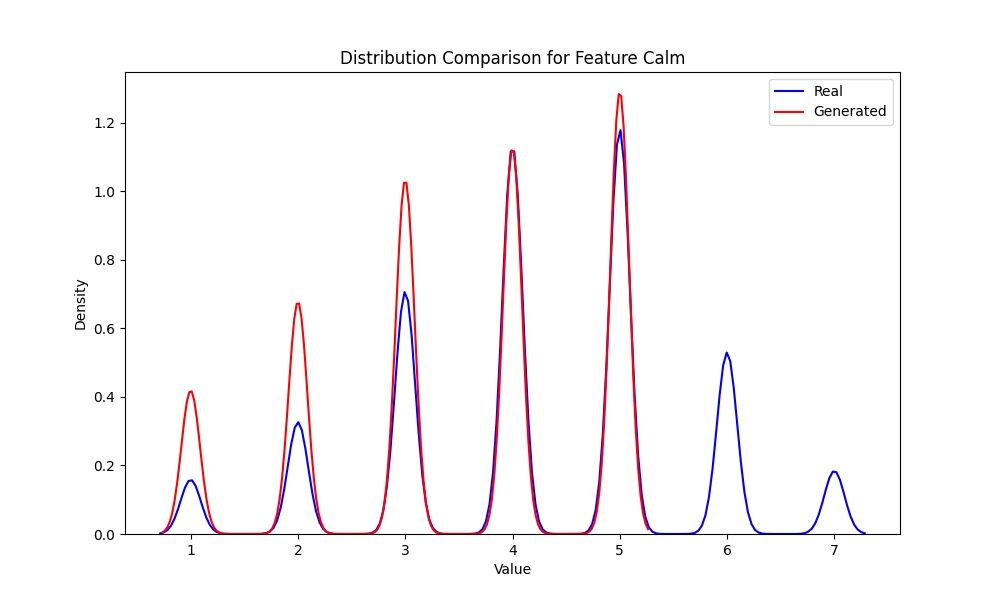 Distribution Comparison for Feature Calm
Real
Generated
Density
1.2
1.0
0.8
0.6
0.4
0.2
0.0
1 2 3 4 5 6 7
Value